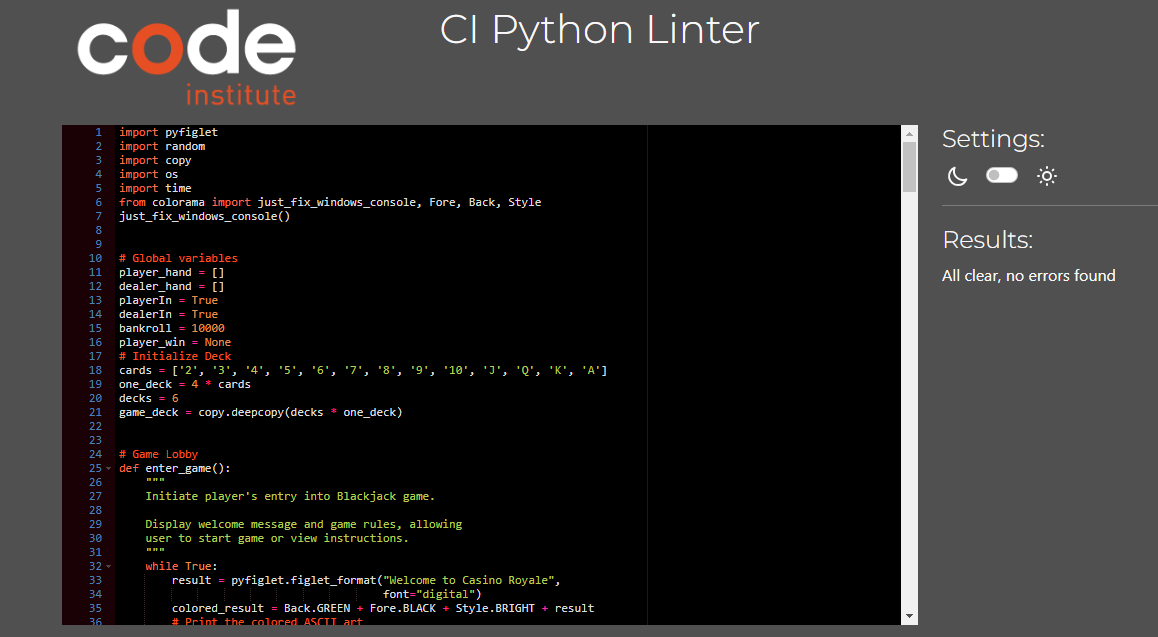 code
institute
CI Python Linter
1 import pyfiglet
2 import random
3 import copy
4 import os
5 import time
6 from colorama import just_fix_windows_console, Fore, Back, Style
7 just_fix_windows_console()
8
9
10 # Global variables
11 player_hand = []
12 dealer_hand = []
13 playerIn = True
14 dealerIn = True
15 bankroll = 10000
16 player_win = None
17 # Initialize Deck
18 cards = ['2', '3', '4', '5', '6', '7', '8', '9', '10', 'J', 'Q', 'K', 'A']
19 one_deck = 4 * cards
20 decks = 6
21 game_deck = copy.deepcopy(decks * one_deck)
22
23
24 # Game Lobby
25 def enter_game():
26     """
27     Initiate player's entry into Blackjack game.
28
29     Display welcome message and game rules, allowing
30     user to start game or view instructions.
31     """
32     while True:
33         result = pyfiglet.figlet_format("Welcome to Casino Royale",
34                                         font="digital")
35         colored_result = Back.GREEN + Fore.BLACK + Style.BRIGHT + result
36         # Print the colored ASCII art
Settings:
Results:
All clear, no errors found